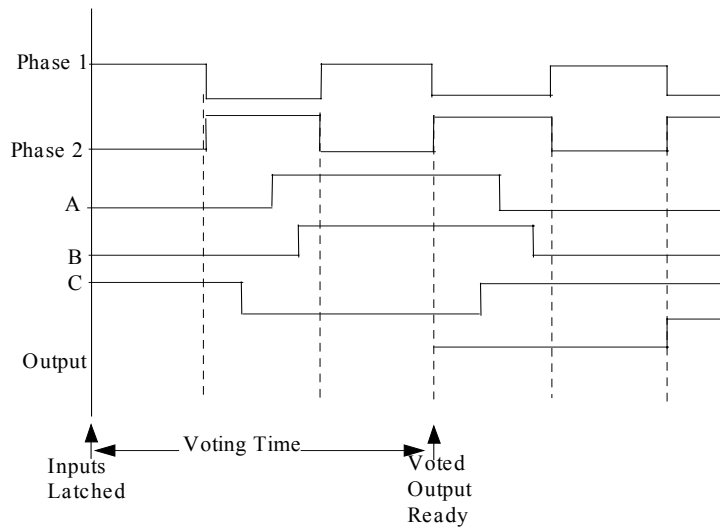 Phase 1
Phase 2
A
B
C
Output
Voting Time
Inputs
Latched
Voted
Output
Ready